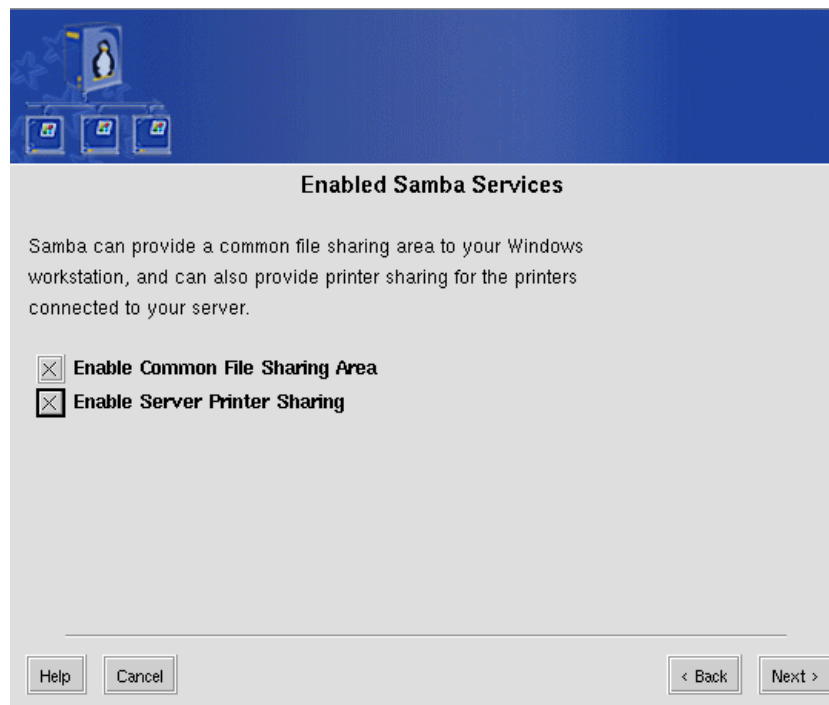 Enabled Samba Services
Samba can provide a common file sharing area to your Windows
workstation, and can also provide printer sharing for the printers
connected to your server.
Enable Common File Sharing Area
Enable Server Printer Sharing
Help Cancel < Back Next >